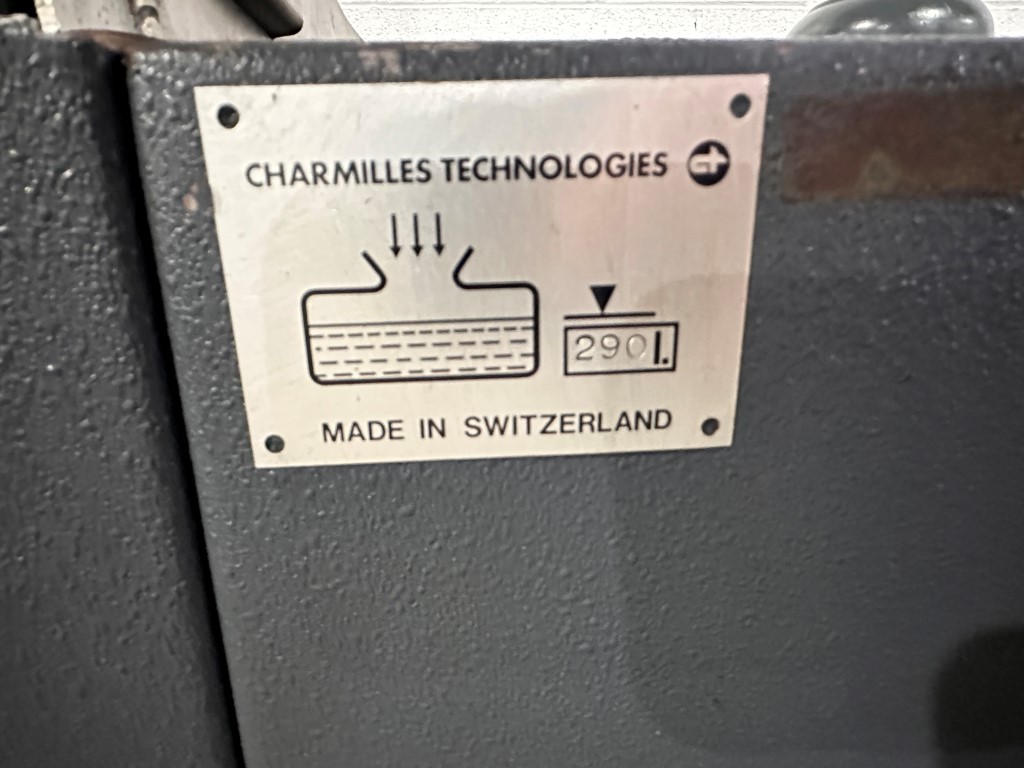 CHARMILLES TECHNOLOGIES
290 l.
MADE IN SWITZERLAND